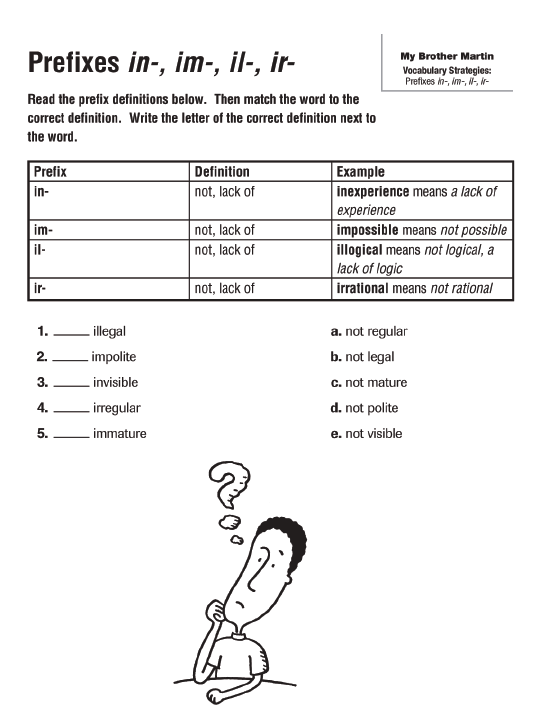 Prefixes in-, im-, il-, ir-
My Brother Martin
Vocabulary Strategies:
Prefixes in-, im-, il-, ir-
Read the prefix definitions below. Then match the word to the
correct definition. Write the letter of the correct definition next to
the word.
Prefix Definition Example
in- not, lack of inexperience means a lack of
experience
im- not, lack of impossible means not possible
il- not, lack of illogical means not logical, a
lack of logic
ir- not, lack of irrational means not rational
1. _____ illegal a. not regular
2. _____ impolite b. not legal
3. _____ invisible c. not mature
4. _____ irregular d. not polite
5. _____ immature e. not visible
?